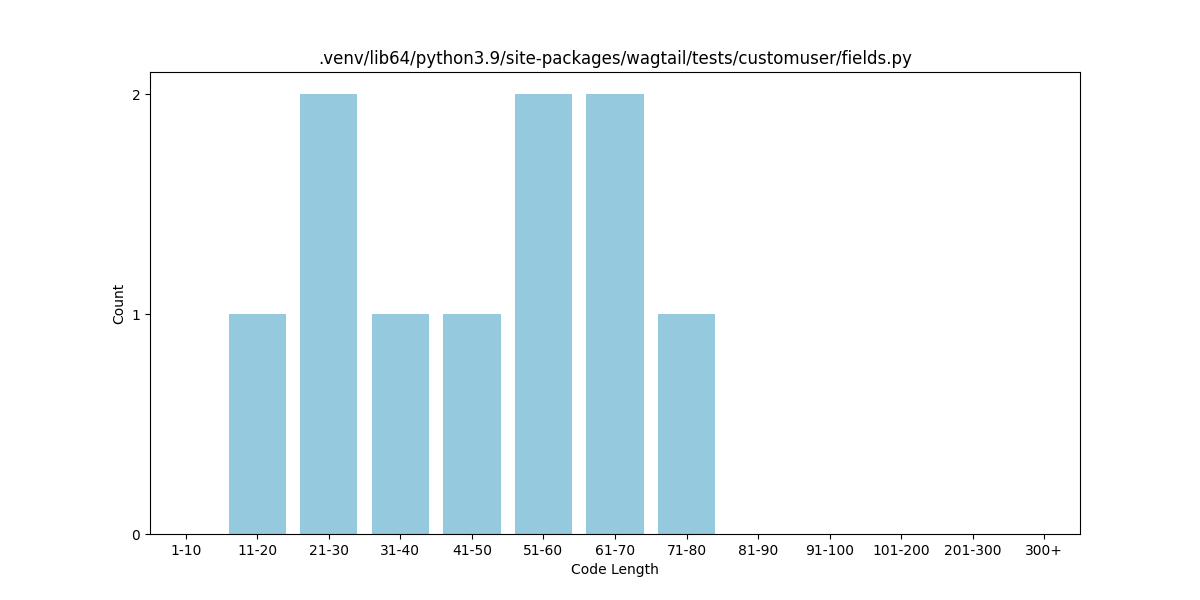 .venv/lib64/python3.9/site-packages/wagtail/tests/customuser/fields.py
2
1
0
Count
1-10 11-20 21-30 31-40 41-50 51-60 61-70 71-80 81-90 91-100 101-200 201-300 300+
Code Length